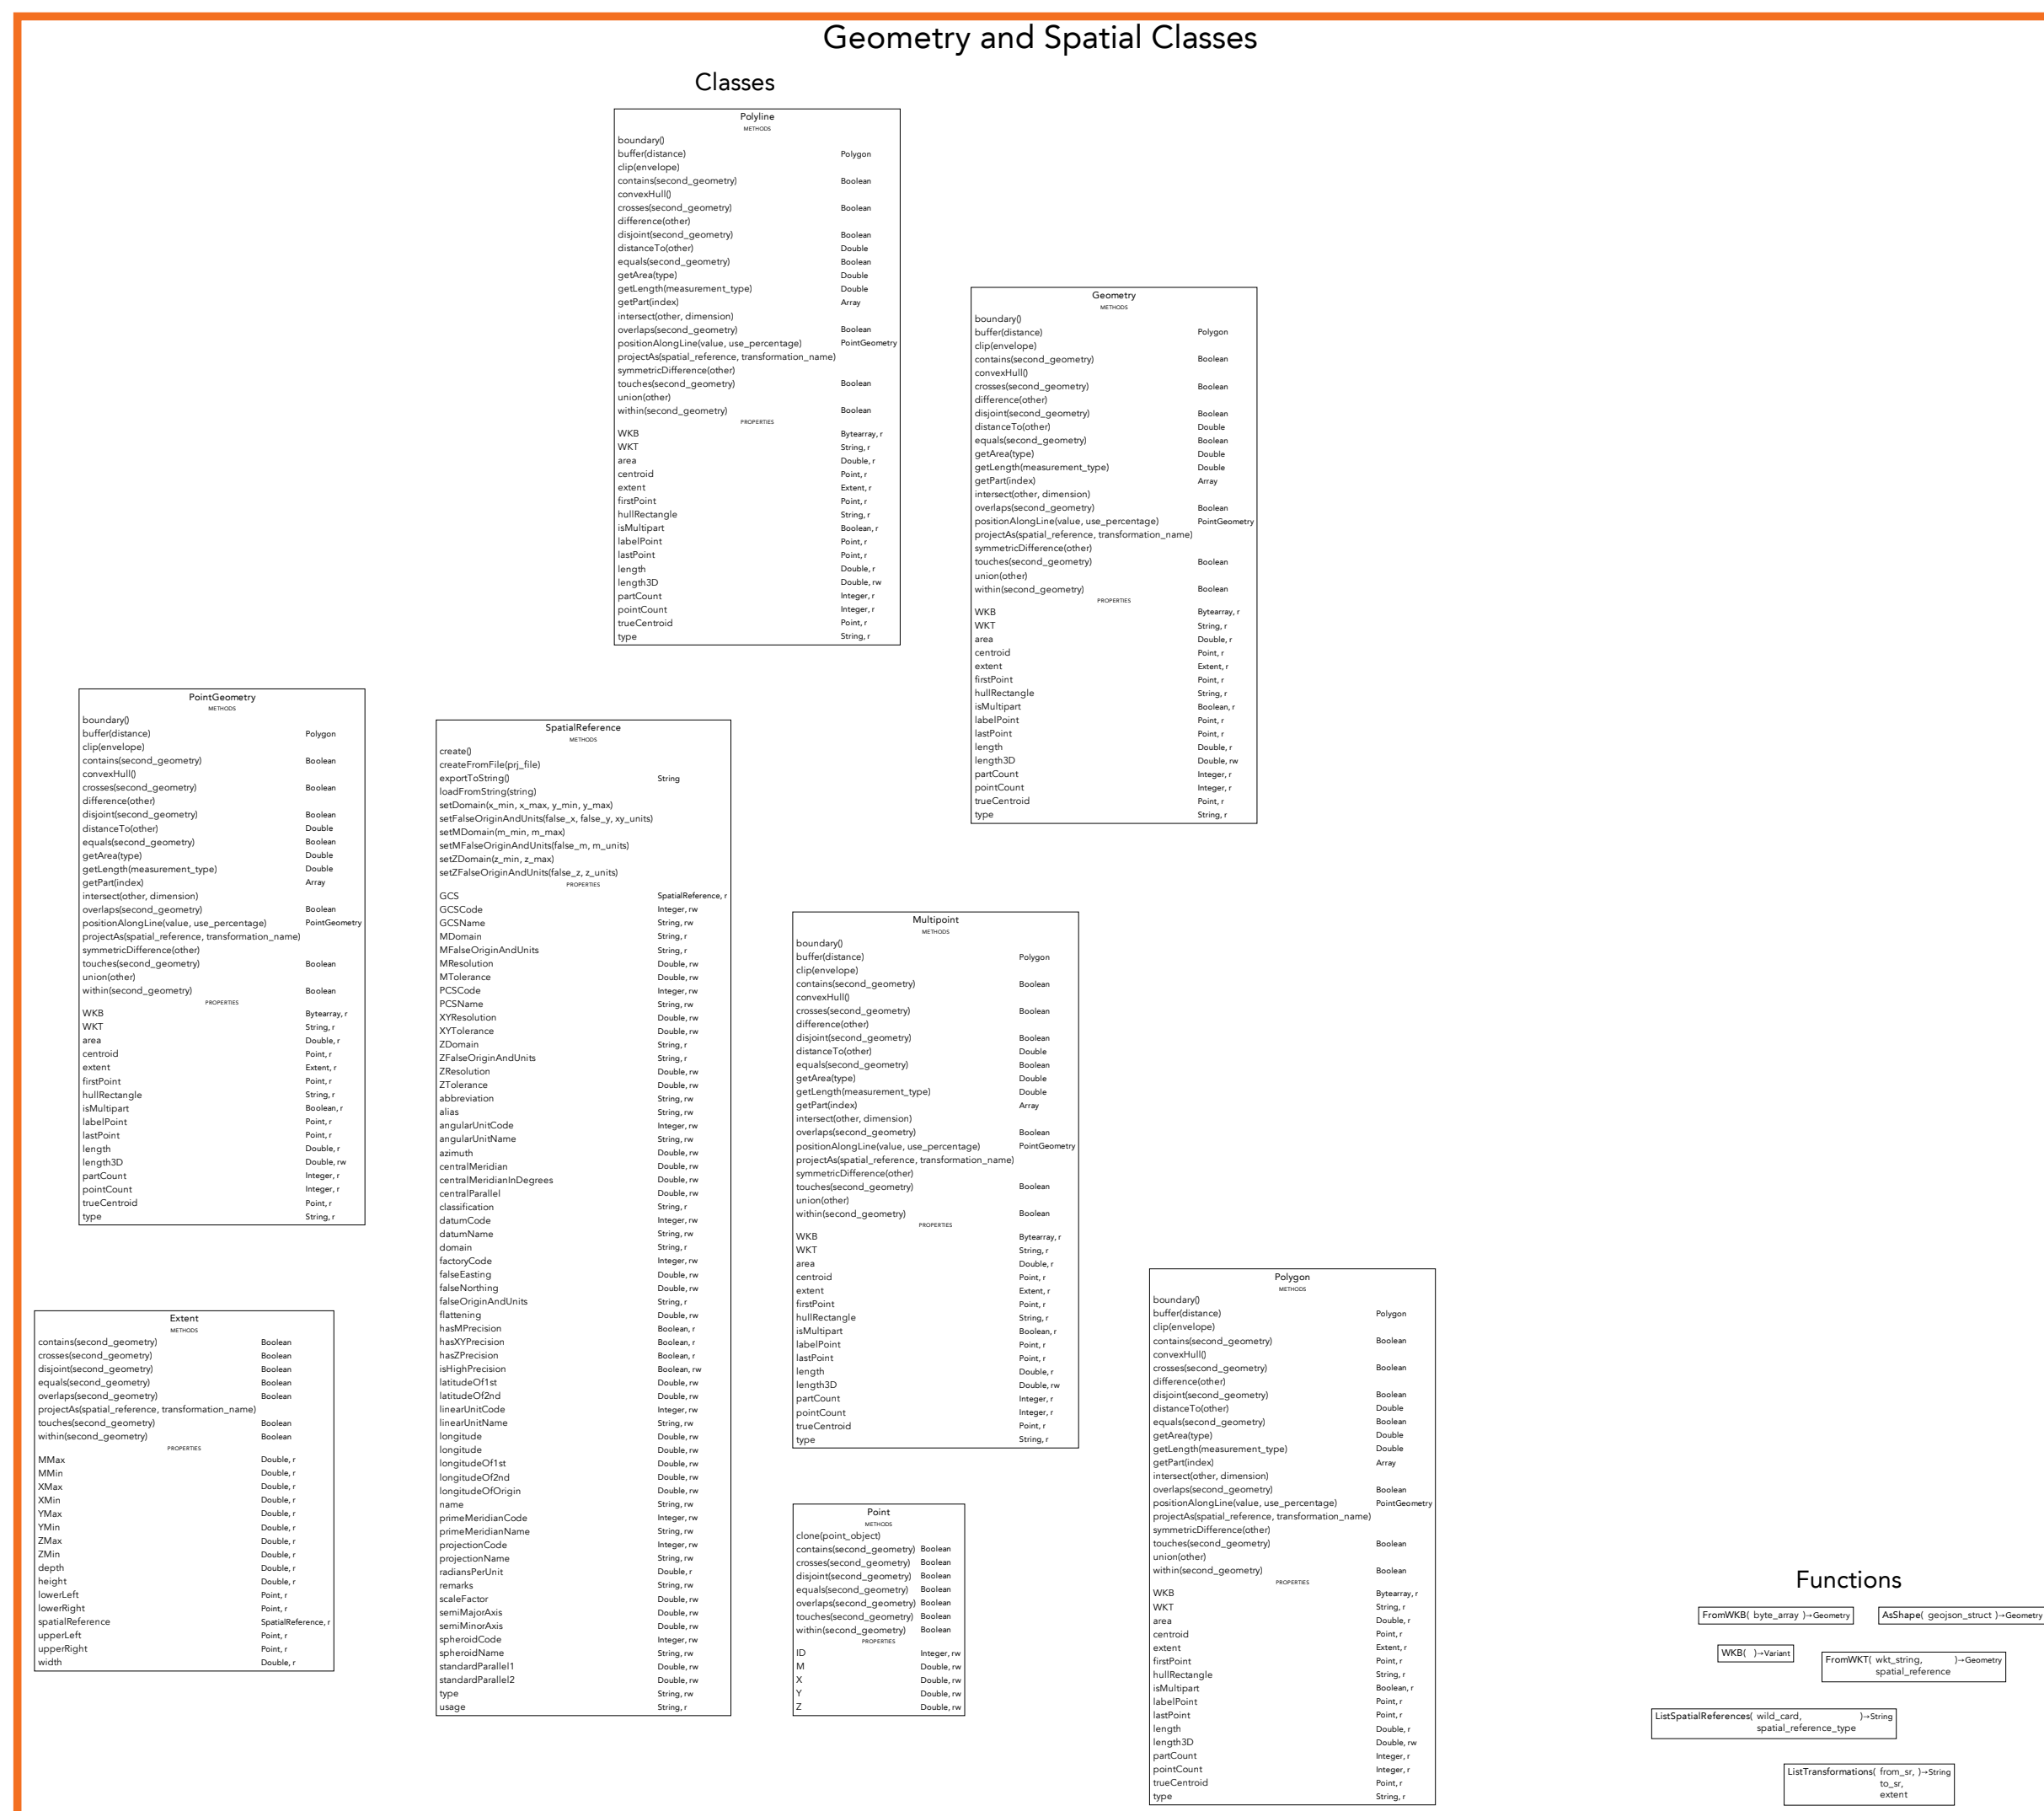 Geometry and Spatial Classes
Classes
Polyline
METHODS
boundary()
buffer(distance) Polygon
clip(envelope)
contains(second_geometry) Boolean
convexHull()
crosses(second_geometry) Boolean
difference(other)
disjoint(second_geometry) Boolean
distanceTo(other) Double
equals(second_geometry) Boolean
getArea(type) Double
getLength(measurement_type) Double
getPart(index) Array
intersect(other, dimension)
overlaps(second_geometry) Boolean
positionAlongLine(value, use_percentage) PointGeometry
projectAs(spatial_reference, transformation_name)
symmetricDifference(other)
touches(second_geometry) Boolean
union(other)
within(second_geometry) Boolean
PROPERTIES
WKB Bytearray, r
WKT String, r
area Double, r
centroid Point, r
extent Extent, r
firstPoint Point, r
hullRectangle String, r
isMultipart Boolean, r
labelPoint Point, r
lastPoint Point, r
length Double, r
length3D Double, rw
partCount Integer, r
pointCount Integer, r
trueCentroid Point, r
type String, r
Geometry
METHODS
boundary()
buffer(distance) Polygon
clip(envelope)
contains(second_geometry) Boolean
convexHull()
crosses(second_geometry) Boolean
difference(other)
disjoint(second_geometry) Boolean
distanceTo(other) Double
equals(second_geometry) Boolean
getArea(type) Double
getLength(measurement_type) Double
getPart(index) Array
intersect(other, dimension)
overlaps(second_geometry) Boolean
positionAlongLine(value, use_percentage) PointGeometry
projectAs(spatial_reference, transformation_name)
symmetricDifference(other)
touches(second_geometry) Boolean
union(other)
within(second_geometry) Boolean
PROPERTIES
WKB Bytearray, r
WKT String, r
area Double, r
centroid Point, r
extent Extent, r
firstPoint Point, r
hullRectangle String, r
isMultipart Boolean, r
labelPoint Point, r
lastPoint Point, r
length Double, r
length3D Double, rw
partCount Integer, r
pointCount Integer, r
trueCentroid Point, r
type String, r
PointGeometry
METHODS
boundary()
buffer(distance) Polygon
clip(envelope)
contains(second_geometry) Boolean
convexHull()
crosses(second_geometry) Boolean
difference(other)
disjoint(second_geometry) Boolean
distanceTo(other) Double
equals(second_geometry) Boolean
getArea(type) Double
getLength(measurement_type) Double
getPart(index) Array
intersect(other, dimension)
overlaps(second_geometry) Boolean
positionAlongLine(value, use_percentage) PointGeometry
projectAs(spatial_reference, transformation_name)
symmetricDifference(other)
touches(second_geometry) Boolean
union(other)
within(second_geometry) Boolean
PROPERTIES
WKB Bytearray, r
WKT String, r
area Double, r
centroid Point, r
extent Extent, r
firstPoint Point, r
hullRectangle String, r
isMultipart Boolean, r
labelPoint Point, r
lastPoint Point, r
length Double, r
length3D Double, rw
partCount Integer, r
pointCount Integer, r
trueCentroid Point, r
type String, r
SpatialReference
METHODS
create()
createFromFile(prj_file)
exportToString() String
loadFromString(string)
setDomain(x_min, x_max, y_min, y_max)
setFalseOriginAndUnits(false_x, false_y, xy_units)
setMDomain(m_min, m_max)
setMFalseOriginAndUnits(false_m, m_units)
setZDomain(z_min, z_max)
setZFalseOriginAndUnits(false_z, z_units)
PROPERTIES
GCS SpatialReference, r
GCSCode Integer, rw
GCSName String, rw
MDomain String, r
MFalseOriginAndUnits String, r
MResolution Double, rw
MTolerance Double, rw
PCSCode Integer, rw
PCSName String, rw
XYResolution Double, rw
XYTolerance Double, rw
ZDomain String, r
ZFalseOriginAndUnits String, r
ZResolution Double, rw
ZTolerance Double, rw
abbreviation String, rw
alias String, rw
angularUnitCode Integer, rw
angularUnitName String, rw
azimuth Double, rw
centralMeridian Double, rw
centralMeridianInDegrees Double, rw
centralParallel Double, rw
classification String, r
datumCode Integer, rw
datumName String, rw
domain String, r
factoryCode Integer, rw
falseEasting Double, rw
falseNorthing Double, rw
falseOriginAndUnits String, r
flattening Double, rw
hasMPrecision Boolean, r
hasXYPrecision Boolean, r
hasZPrecision Boolean, r
isHighPrecision Boolean, rw
latitudeOf1st Double, rw
latitudeOf2nd Double, rw
linearUnitCode Integer, rw
linearUnitName String, rw
longitude Double, rw
longitude Double, rw
longitudeOf1st Double, rw
longitudeOf2nd Double, rw
longitudeOfOrigin Double, rw
name String, rw
primeMeridianCode Integer, rw
primeMeridianName String, rw
projectionCode Integer, rw
projectionName String, rw
radiansPerUnit Double, r
remarks String, rw
scaleFactor Double, rw
semiMajorAxis Double, rw
semiMinorAxis Double, rw
spheroidCode Integer, rw
spheroidName String, rw
standardParallel1 Double, rw
standardParallel2 Double, rw
type String, rw
usage String, r
Multipoint
METHODS
boundary()
buffer(distance) Polygon
clip(envelope)
contains(second_geometry) Boolean
convexHull()
crosses(second_geometry) Boolean
difference(other)
disjoint(second_geometry) Boolean
distanceTo(other) Double
equals(second_geometry) Boolean
getArea(type) Double
getLength(measurement_type) Double
getPart(index) Array
intersect(other, dimension)
overlaps(second_geometry) Boolean
positionAlongLine(value, use_percentage) PointGeometry
projectAs(spatial_reference, transformation_name)
symmetricDifference(other)
touches(second_geometry) Boolean
union(other)
within(second_geometry) Boolean
PROPERTIES
WKB Bytearray, r
WKT String, r
area Double, r
centroid Point, r
extent Extent, r
firstPoint Point, r
hullRectangle String, r
isMultipart Boolean, r
labelPoint Point, r
lastPoint Point, r
length Double, r
length3D Double, rw
partCount Integer, r
pointCount Integer, r
trueCentroid Point, r
type String, r
Extent
METHODS
contains(second_geometry) Boolean
crosses(second_geometry) Boolean
disjoint(second_geometry) Boolean
equals(second_geometry) Boolean
overlaps(second_geometry) Boolean
projectAs(spatial_reference, transformation_name)
touches(second_geometry) Boolean
within(second_geometry) Boolean
PROPERTIES
MMax Double, r
MMin Double, r
XMax Double, r
XMin Double, r
YMax Double, r
YMin Double, r
ZMax Double, r
ZMin Double, r
depth Double, r
height Double, r
lowerLeft Point, r
lowerRight Point, r
spatialReference SpatialReference, r
upperLeft Point, r
upperRight Point, r
width Double, r
Point
METHODS
clone(point_object)
contains(second_geometry) Boolean
crosses(second_geometry) Boolean
disjoint(second_geometry) Boolean
equals(second_geometry) Boolean
overlaps(second_geometry) Boolean
touches(second_geometry) Boolean
within(second_geometry) Boolean
PROPERTIES
ID Integer, rw
M Double, rw
X Double, rw
Y Double, rw
Z Double, rw
Polygon
METHODS
boundary()
buffer(distance) Polygon
clip(envelope)
contains(second_geometry) Boolean
convexHull()
crosses(second_geometry) Boolean
difference(other)
disjoint(second_geometry) Boolean
distanceTo(other) Double
equals(second_geometry) Boolean
getArea(type) Double
getLength(measurement_type) Double
getPart(index) Array
intersect(other, dimension)
overlaps(second_geometry) Boolean
positionAlongLine(value, use_percentage) PointGeometry
projectAs(spatial_reference, transformation_name)
symmetricDifference(other)
touches(second_geometry) Boolean
union(other)
within(second_geometry) Boolean
PROPERTIES
WKB Bytearray, r
WKT String, r
area Double, r
centroid Point, r
extent Extent, r
firstPoint Point, r
hullRectangle String, r
isMultipart Boolean, r
labelPoint Point, r
lastPoint Point, r
length Double, r
length3D Double, rw
partCount Integer, r
pointCount Integer, r
trueCentroid Point, r
type String, r
Functions
FromWKB( byte_array )→Geometry
AsShape( geojson_struct )→Geometry
WKB( )→Variant
FromWKT( wkt_string, )→Geometry
spatial_reference
ListSpatialReferences( wild_card, )→String
spatial_reference_type
ListTransformations( from_sr, )→String
to_sr,
extent